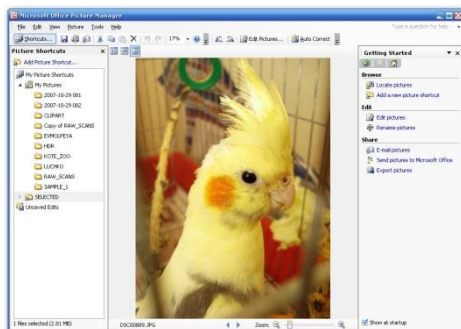 Microsoft Office Picture Manager
File Edit View Picture Tools Help
Type a question for help
Shortcuts...
17%
Edit Pictures...
Auto Correct
Picture Shortcuts
Add Picture Shortcut...
My Picture Shortcuts
My Pictures
2007-10-29 001
2007-10-29 002
CLIPART
Copy of RAW_SCANS
EVMOLPEYA
HDR
KOTE_ZOO
LUCHKO
RAW_SCANS
SAMPLE_1
SELECTED
Unsaved Edits
1 files selected (2.81 MB)
DSC00889.JPG
Zoom:
Getting Started
Browse
Locate pictures
Add a new picture shortcut
Edit
Edit pictures
Rename pictures
Share
E-mail pictures
Send pictures to Microsoft Office
Export pictures
Show at startup